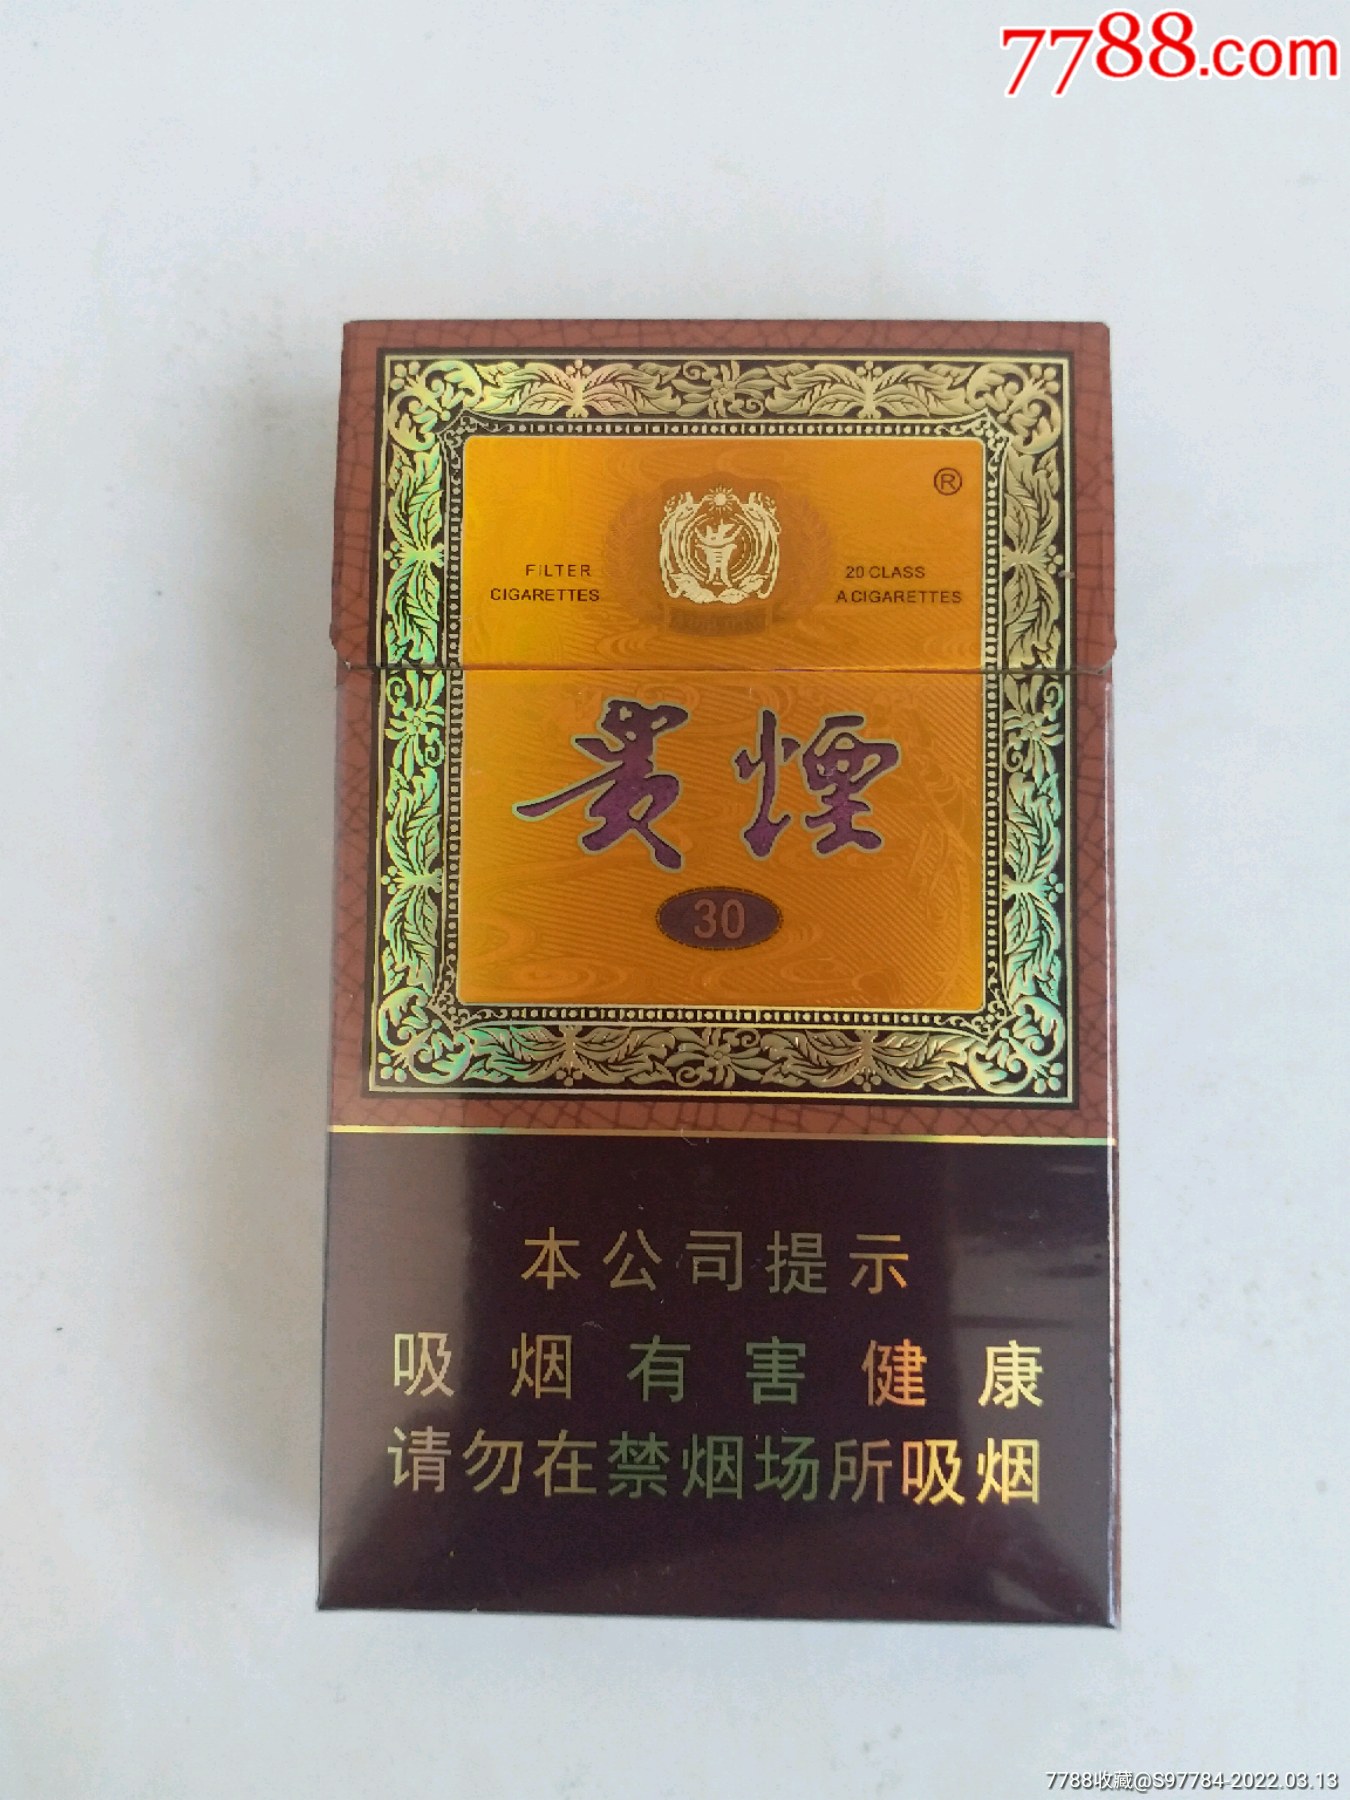 7788.com
®
FILTER
CIGARETTES
20 CLASS
A CIGARETTES
貴煙
30
本公司提示
吸烟有害健康
请勿在禁烟场所吸烟
7788收藏@S97784-2022.03.13